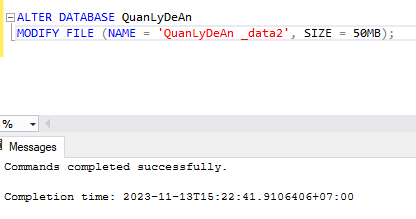 ALTER DATABASE QuanLyDeAn
MODIFY FILE (NAME = 'QuanLyDeAn _data2', SIZE = 50MB);
%
Messages
Commands completed successfully.
Completion time: 2023-11-13T15:22:41.9106406+07:00